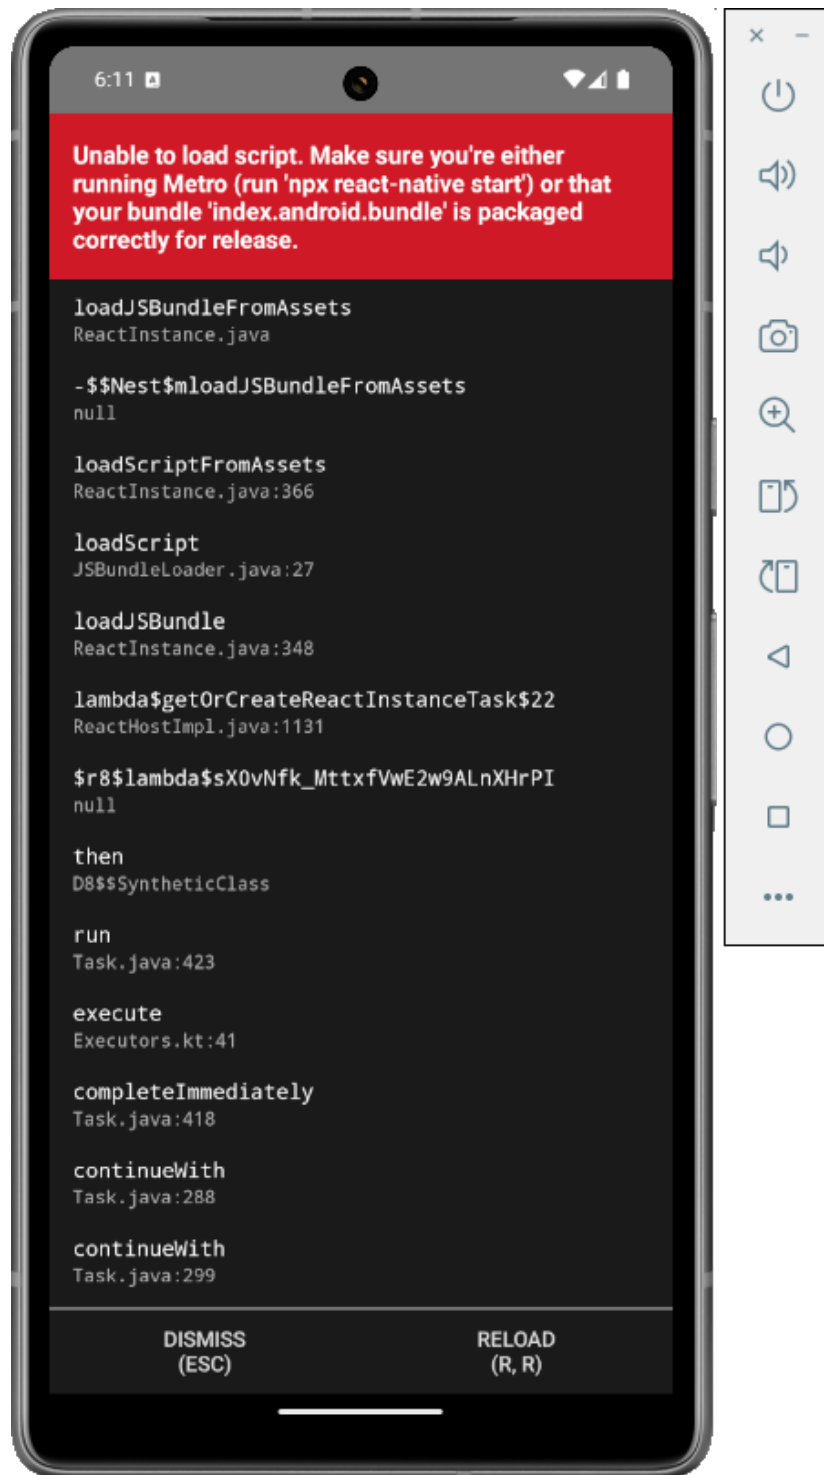 6:11
Unable to load script. Make sure you're either
running Metro (run 'npx react-native start') or that
your bundle 'index.android.bundle' is packaged
correctly for release.
loadJSBundleFromAssets
ReactInstance.java
-$$Nest$mloadJSBundleFromAssets
null
loadScriptFromAssets
ReactInstance.java:366
loadScript
JSBundleLoader.java:27
loadJSBundle
ReactInstance.java:348
lambda$getOrCreateReactInstanceTask$22
ReactHostImpl.java:1131
$r8$lambda$sX0vNfk_MttxfVwE2w9ALnXHrPI
null
then
D8$$SyntheticClass
run
Task.java:423
execute
Executors.kt:41
completeImmediately
Task.java:418
continueWith
Task.java:288
continueWith
Task.java:299
DISMISS
(ESC)
RELOAD
(R, R)